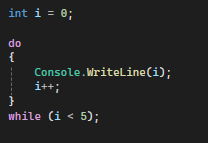 int i = 0;
do
{
    Console.WriteLine(i);
    i++;
}
while (i < 5);